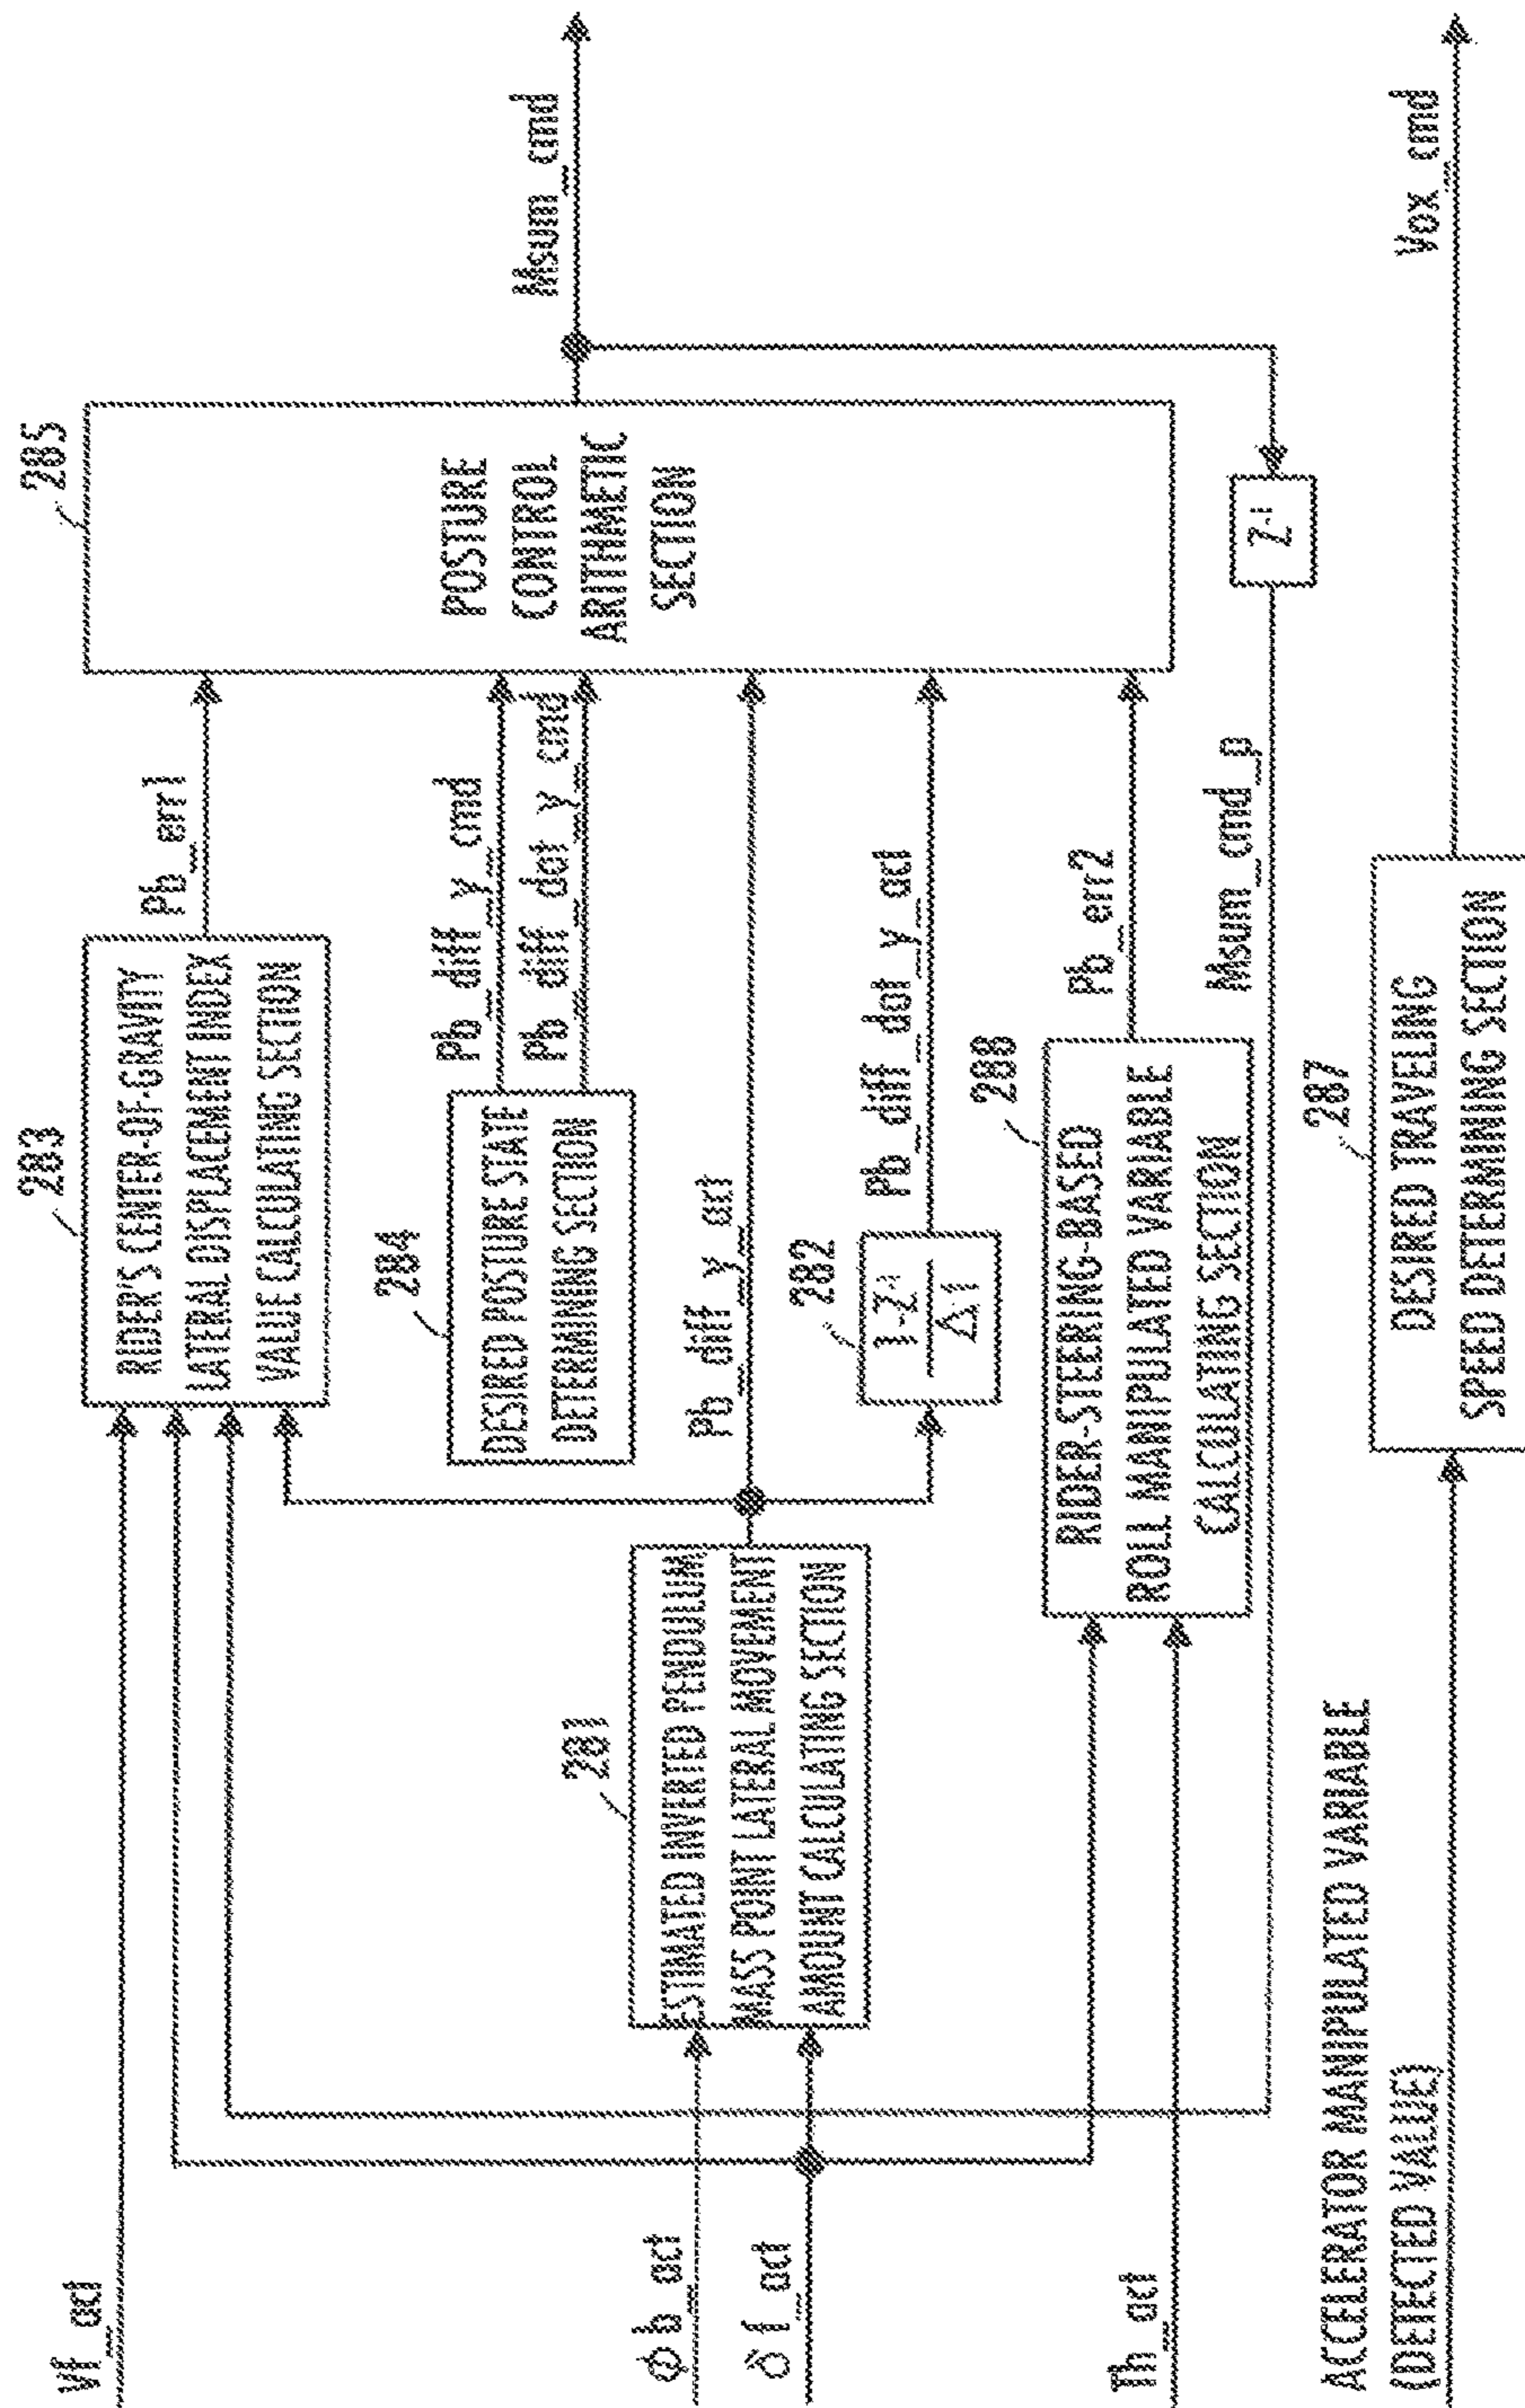 Vf_act
φb_act
δf_act
Th_act
ACCELERATOR MANIPULATED VARIABLE
(DETECTED VALUE)
281
ESTIMATED INVERTED PENDULUM
MASS POINT LATERAL MOVEMENT
AMOUNT CALCULATING SECTION
283
RIDER'S CENTER-OF-GRAVITY
LATERAL DISPLACEMENT INDEX
VALUE CALCULATING SECTION
284
DESIRED POSTURE STATE
DETERMINING SECTION
Pb_diff_y_act
282
1-Z-1
Δt
288
RIDER-STEERING-BASED
ROLL MANIPULATED VARIABLE
CALCULATING SECTION
287
DESIRED TRAVELING
SPEED DETERMINING SECTION
Pb_err1
Pb_diff_y_cmd
Pb_diff_dot_y_cmd
Pb_diff_dot_y_act
Pb_err2
Msum_cmd_p
285
POSTURE
CONTROL
ARITHMETIC
SECTION
Z-1
Msum_cmd
Vox_cmd